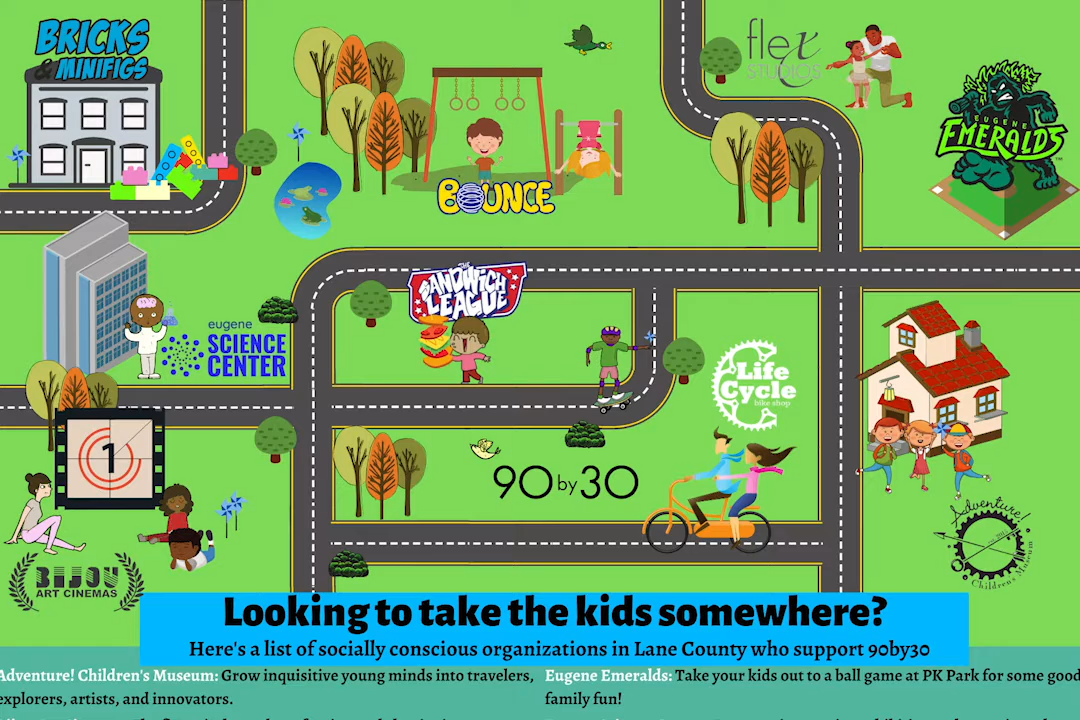 BRICKS
& MINIFIGS
flex
STUDIOS
EUGENE
EMERALDS
BOUNCE
THE
SANDWICH
LEAGUE
eugene
SCIENCE
CENTER
Life
Cycle
bike shop
1
90by30
Adventure!
Children's Museum
BIJOU
ART CINEMAS
Looking to take the kids somewhere?
Here's a list of socially conscious organizations in Lane County who support 90by30
Adventure! Children's Museum: Grow inquisitive young minds into travelers,
explorers, artists, and innovators.
Eugene Emeralds: Take your kids out to a ball game at PK Park for some good
family fun!